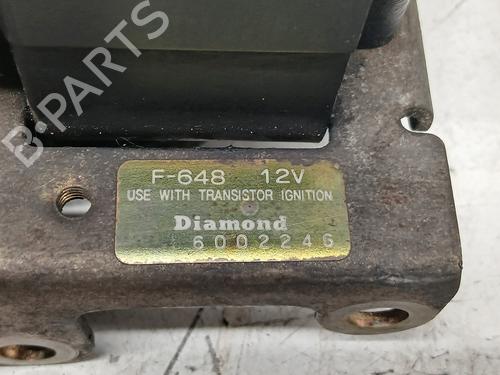 B-PARTS
F-648 12V
USE WITH TRANSISTOR IGNITION
Diamond
6002246